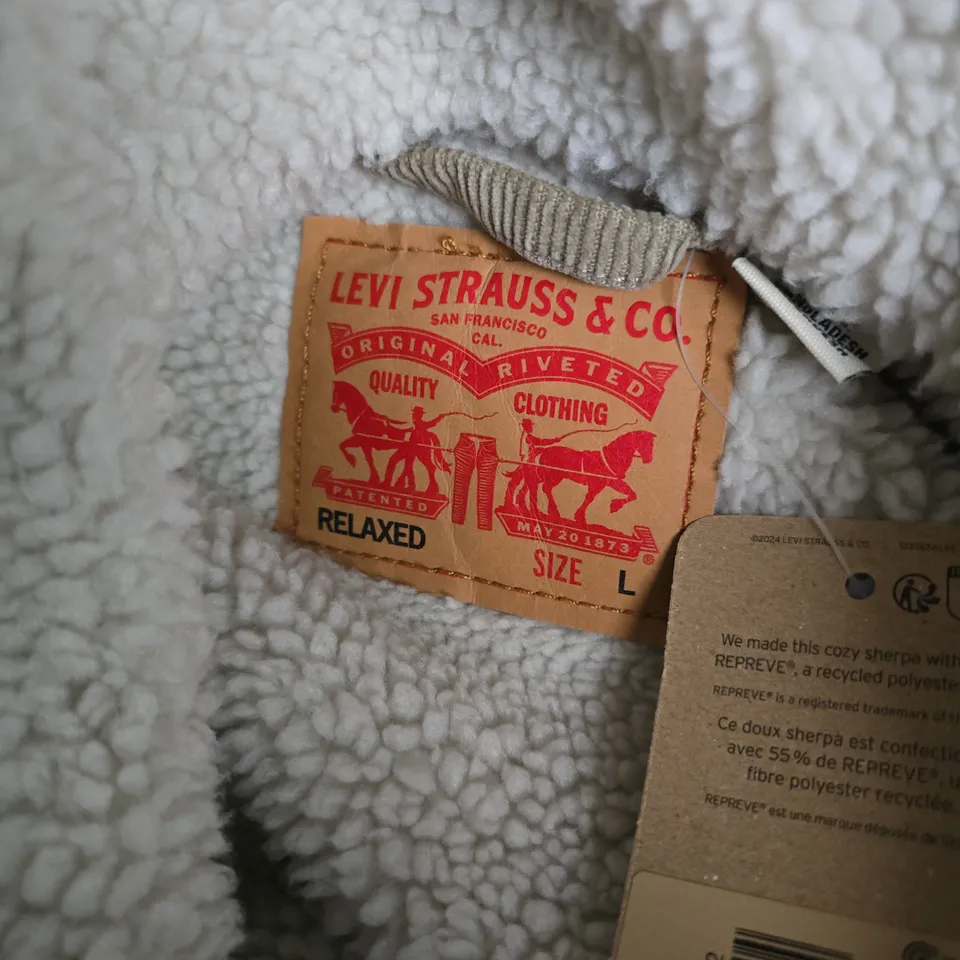 LEVI STRAUSS & CO.
SAN FRANCISCO
CAL.
ORIGINAL RIVETED
QUALITY CLOTHING
PATENTED
MAY 20 1873
RELAXED
SIZE L
®
©2024 LEVI STRAUSS & CO.
We made this cozy sherpa with
REPREVE®, a recycled polyester
REPREVE® is a registered trademark of
Ce doux sherpa est confectio
avec 55 % de REPREVE®, u
fibre polyester recyclée.
REPREVE® est une marque déposée de